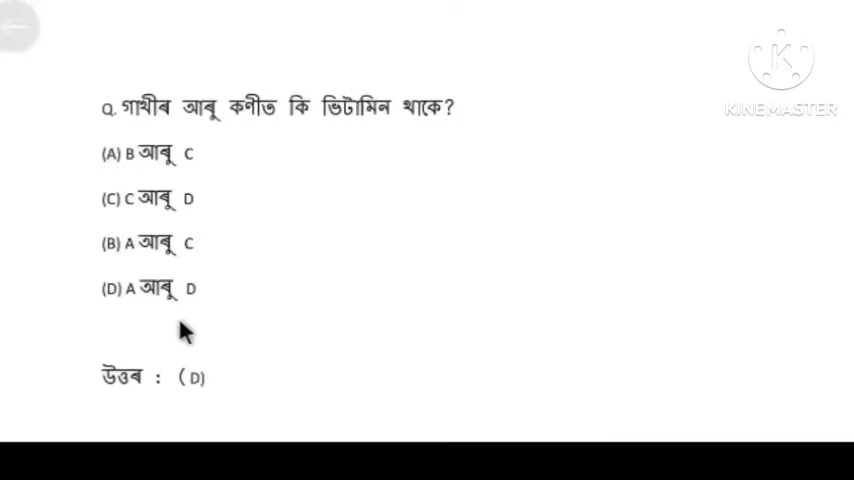 Q. গাখীৰ আৰু কণীত কি ভিটামিন থাকে?
(A) B আৰু C
(C) C আৰু D
(B) A আৰু C
(D) A আৰু D
উত্তৰ : ( D)
KINEMASTER